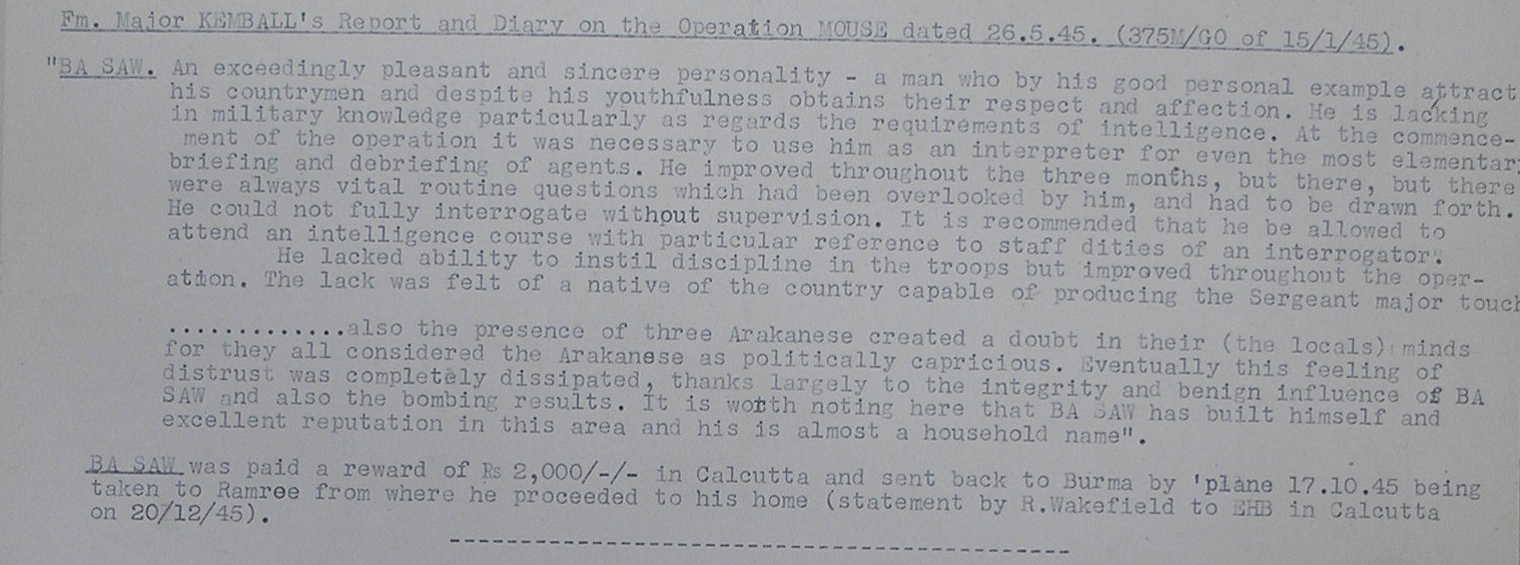 Fm. Major KEMBALL's Report and Diary on the Operation MOUSE dated 26.5.45. (375M/GO of 15/1/45).
"BA SAW. An exceedingly pleasant and sincere personality - a man who by his good personal example attract
his countrymen and despite his youthfulness obtains their respect and affection. He is lacking
in military knowledge particularly as regards the requirements of intelligence. At the commence-
ment of the operation it was necessary to use him as an interpreter for even the most elementar
briefing and debriefing of agents. He improved throughout the three months, but there, but there
were always vital routine questions which had been overlooked by him, and had to be drawn forth.
He could not fully interrogate without supervision. It is recommended that he be allowed to
attend an intelligence course with particular reference to staff dities of an interrogator".
He lacked ability to instil discipline in the troops but improved throughout the oper-
ation. The lack was felt of a native of the country capable of producing the Sergeant major touch
.............also the presence of three Arakanese created a doubt in their (the locals) minds
for they all considered the Arakanese as politically capricious. Eventually this feeling of
distrust was completely dissipated, thanks largely to the integrity and benign influence of BA
SAW and also the bombing results. It is worth noting here that BA SAW has built himself and
excellent reputation in this area and his is almost a household name".
BA SAW was paid a reward of Rs 2,000/-/- in Calcutta and sent back to Burma by 'plane 17.10.45 being
taken to Ramree from where he proceeded to his home (statement by R.Wakefield to EHB in Calcutta
on 20/12/45).